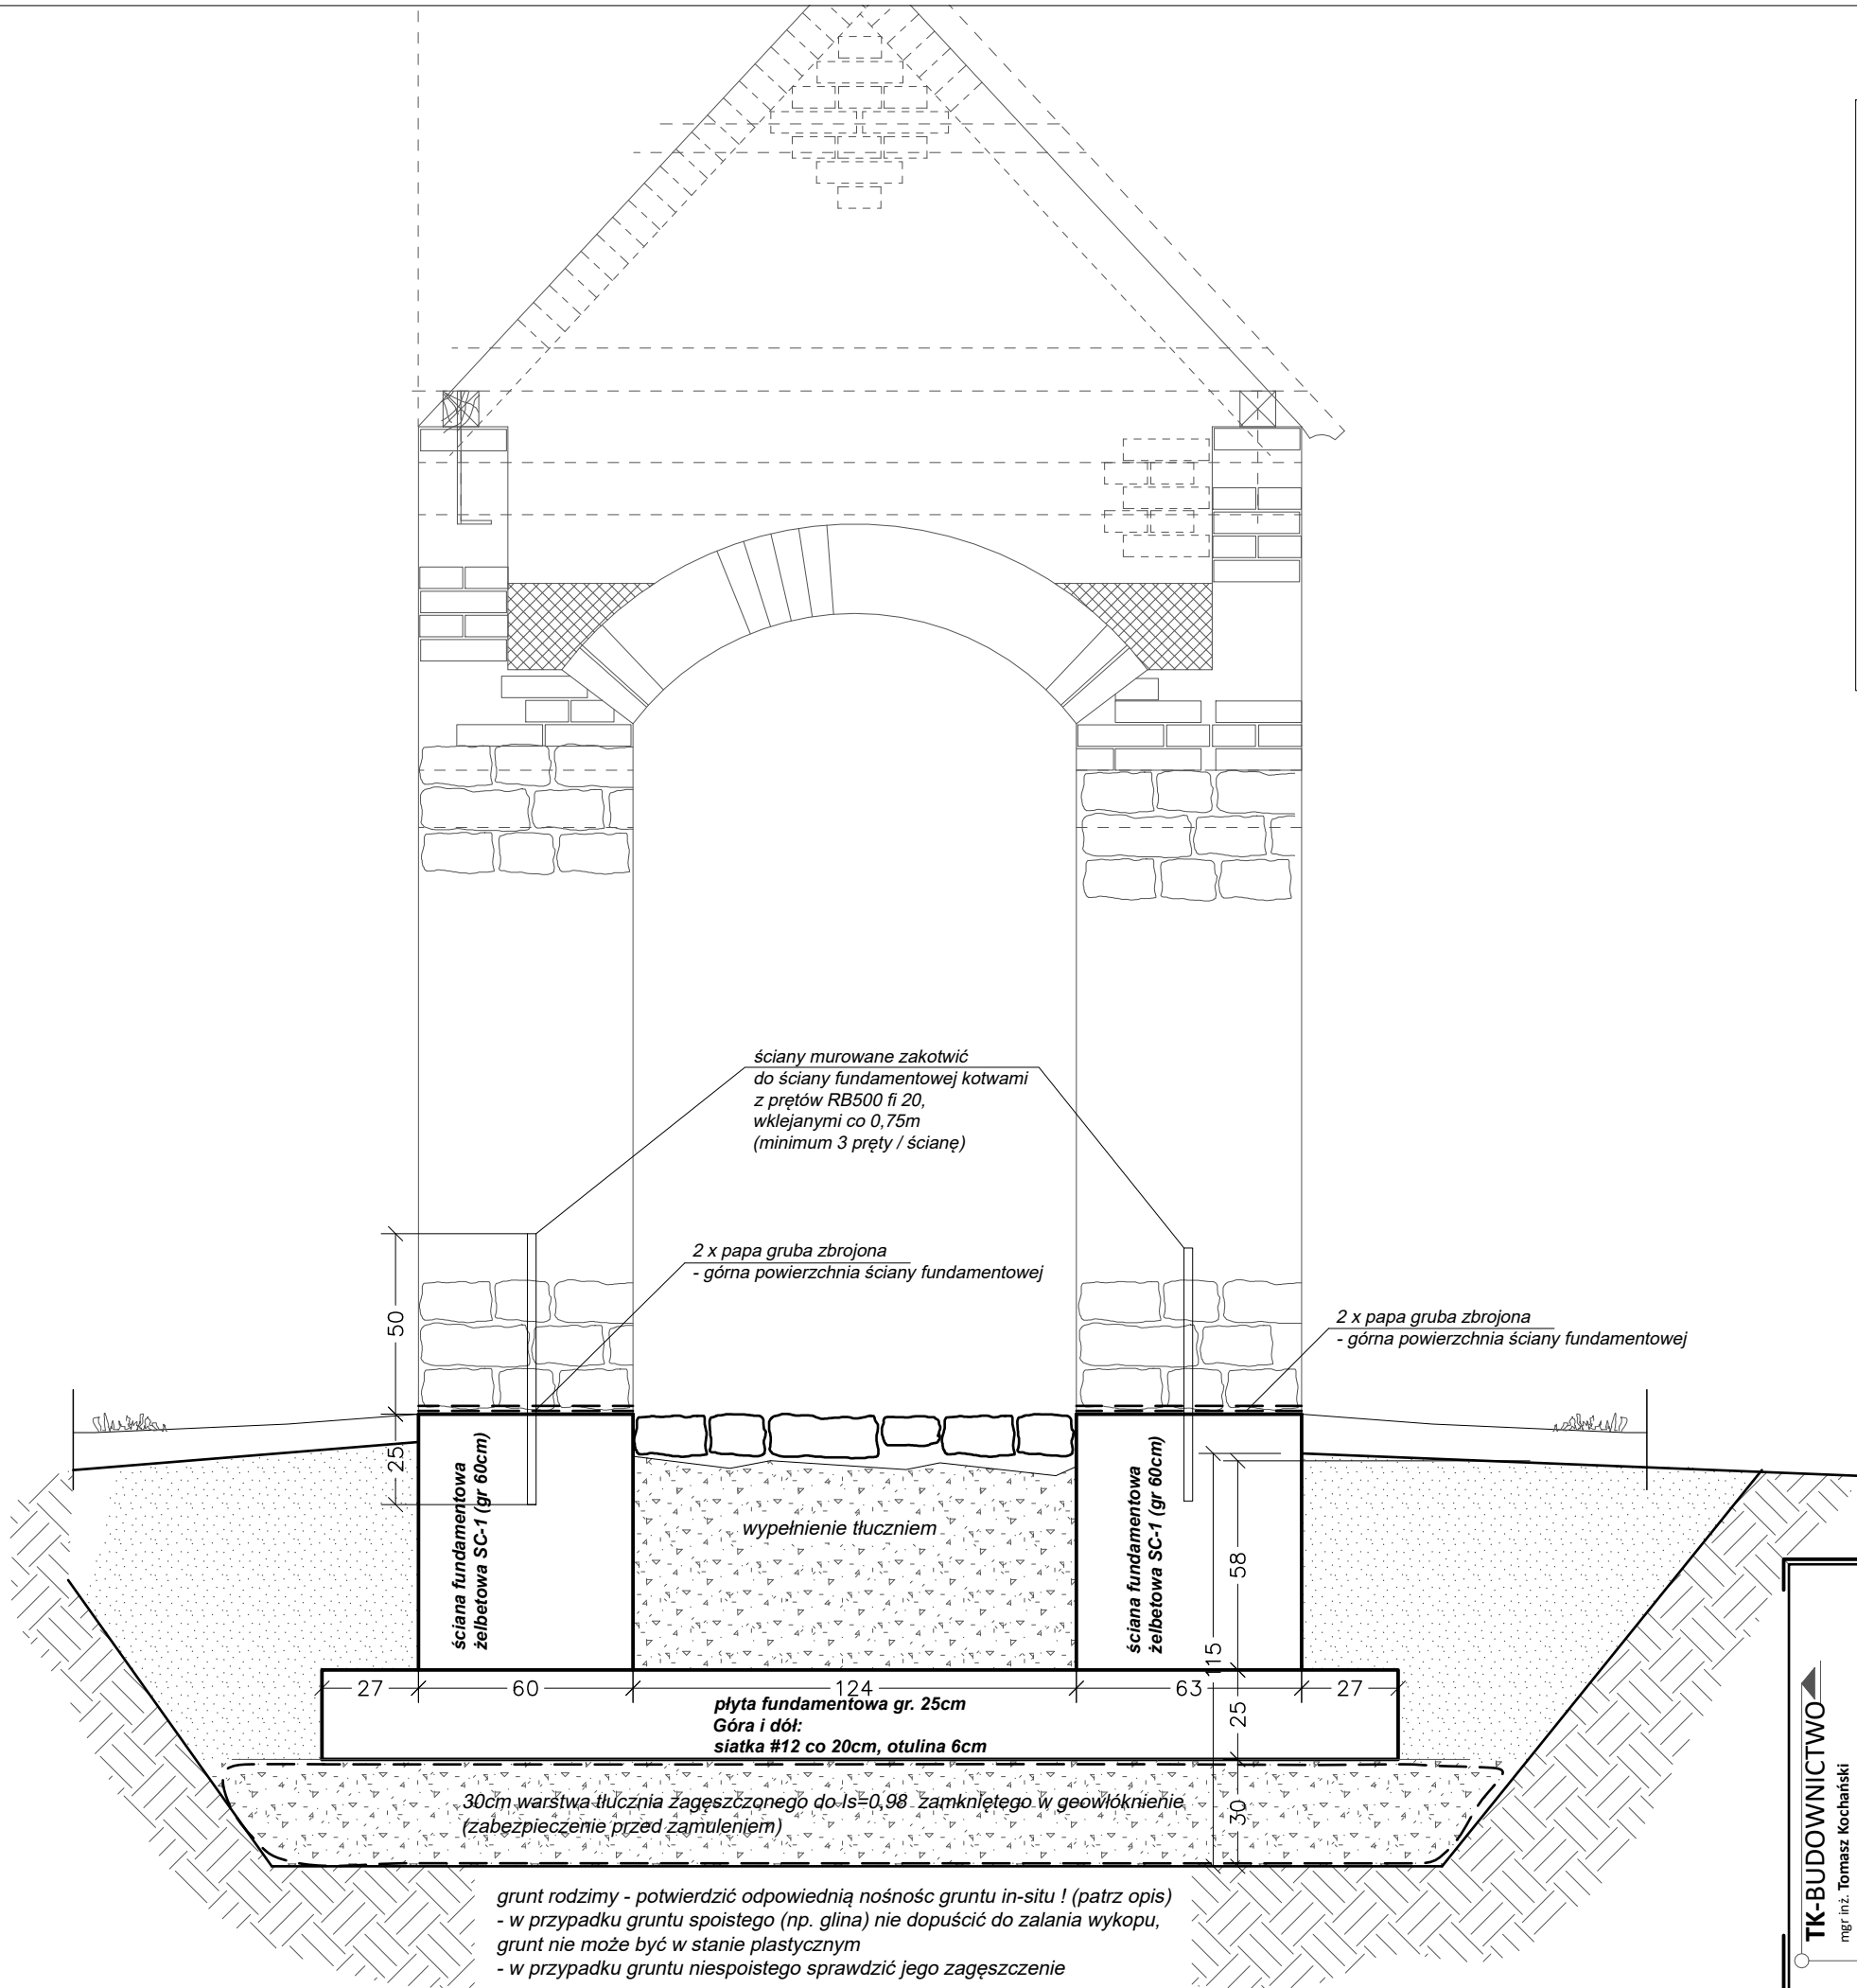 ściany murowane zakotwić
do ściany fundamentowej kotwami
z prętów RB500 fi 20,
wklejanymi co 0,75m
(minimum 3 pręty / ścianę)
2 x papa gruba zbrojona
- górna powierzchnia ściany fundamentowej
2 x papa gruba zbrojona
- górna powierzchnia ściany fundamentowej
50
25
ściana fundamentowa
żelbetowa SC-1 (gr 60cm)
wypełnienie tłuczniem
ściana fundamentowa
żelbetowa SC-1 (gr 60cm)
58
115
25
30
27
60
124
63
27
płyta fundamentowa gr. 25cm
Góra i dół:
siatka #12 co 20cm, otulina 6cm
30cm warstwa tłucznia zagęszczonego do Is=0,98 zamkniętego w geowłóknienie
(zabezpieczenie przed zamuleniem)
grunt rodzimy - potwierdzić odpowiednią nośnośc gruntu in-situ ! (patrz opis)
- w przypadku gruntu spoistego (np. glina) nie dopuścić do zalania wykopu,
grunt nie może być w stanie plastycznym
- w przypadku gruntu niespoistego sprawdzić jego zagęszczenie
TK-BUDOWNICTWO
mgr inż. Tomasz Kochański